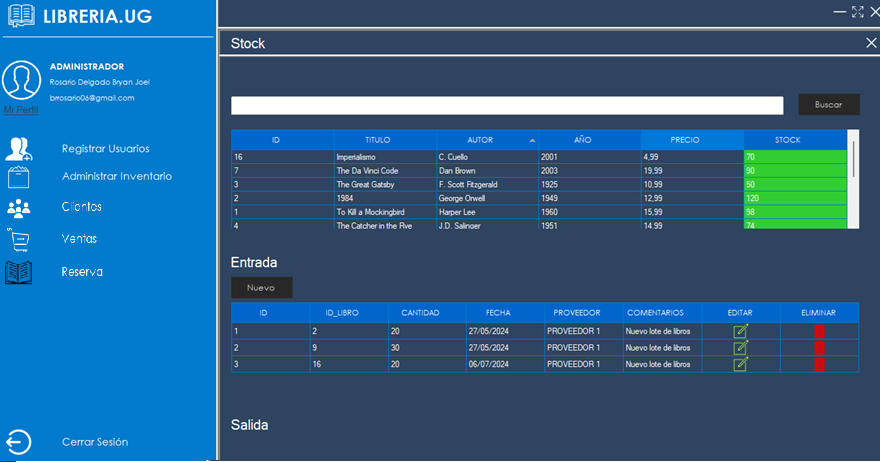 LIBRERIA.UG
ADMINISTRADOR
Rosario Delgado Bryan Joel
brrosario06@gmail.com
Mi Perfil
Registrar Usuarios
Administrar Inventario
Clientes
Ventas
Reserva
Cerrar Sesión
Stock
Buscar
ID TITULO AUTOR AÑO PRECIO STOCK
16 Imperialismo C. Cuello 2001 4,99 70
7 The Da Vinci Code Dan Brown 2003 19,99 90
3 The Great Gatsby F. Scott Fitzgerald 1925 10,99 50
2 1984 George Orwell 1949 12,99 120
1 To Kill a Mockingbird Harper Lee 1960 15,99 98
4 The Catcher in the Rye J.D. Salinger 1951 14,99 74
Entrada
Nuevo
ID ID_LIBRO CANTIDAD FECHA PROVEEDOR COMENTARIOS EDITAR ELIMINAR
1 2 20 27/05/2024 PROVEEDOR 1 Nuevo lote de libros
2 9 30 27/05/2024 PROVEEDOR 1 Nuevo lote de libros
3 16 20 06/07/2024 PROVEEDOR 1 Nuevo lote de libros
Salida